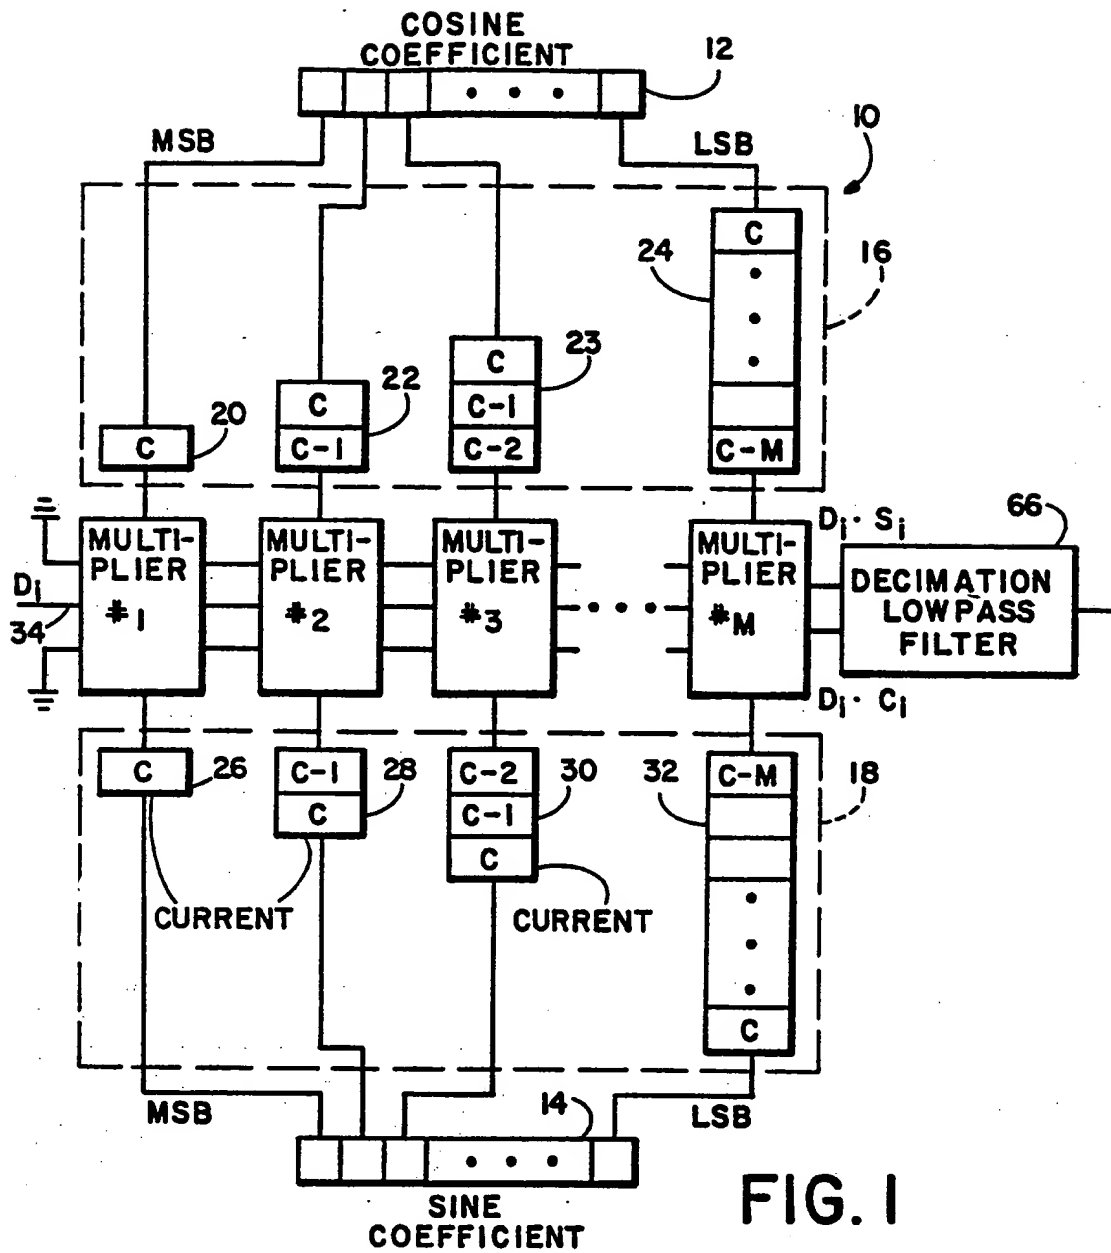 COSINE
COEFFICIENT
12
MSB
LSB
10
C
24
16
C
23
C
22
C-1
20
C
C-1
C-2
C-M
C
MULTI-
PLIER
#1
MULTI-
PLIER
#2
MULTI-
PLIER
#3
MULTI-
PLIER
#M
Di · Si
66
Di
34
DECIMATION
LOWPASS
FILTER
Di · Ci
C
26
C-1
28
C
C-2
30
C-1
C
32
C-M
18
CURRENT
CURRENT
C
MSB
14
LSB
SINE
COEFFICIENT
FIG. 1